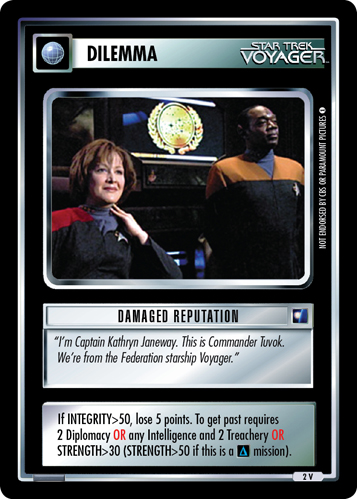 DILEMMA
STAR TREK
VOYAGER
NOT ENDORSED BY CBS OR PARAMOUNT PICTURES
DAMAGED REPUTATION
"I'm Captain Kathryn Janeway. This is Commander Tuvok.
We're from the Federation starship Voyager."
If INTEGRITY>50, lose 5 points. To get past requires
2 Diplomacy OR any Intelligence and 2 Treachery OR
STRENGTH>30 (STRENGTH>50 if this is a mission).
2 V